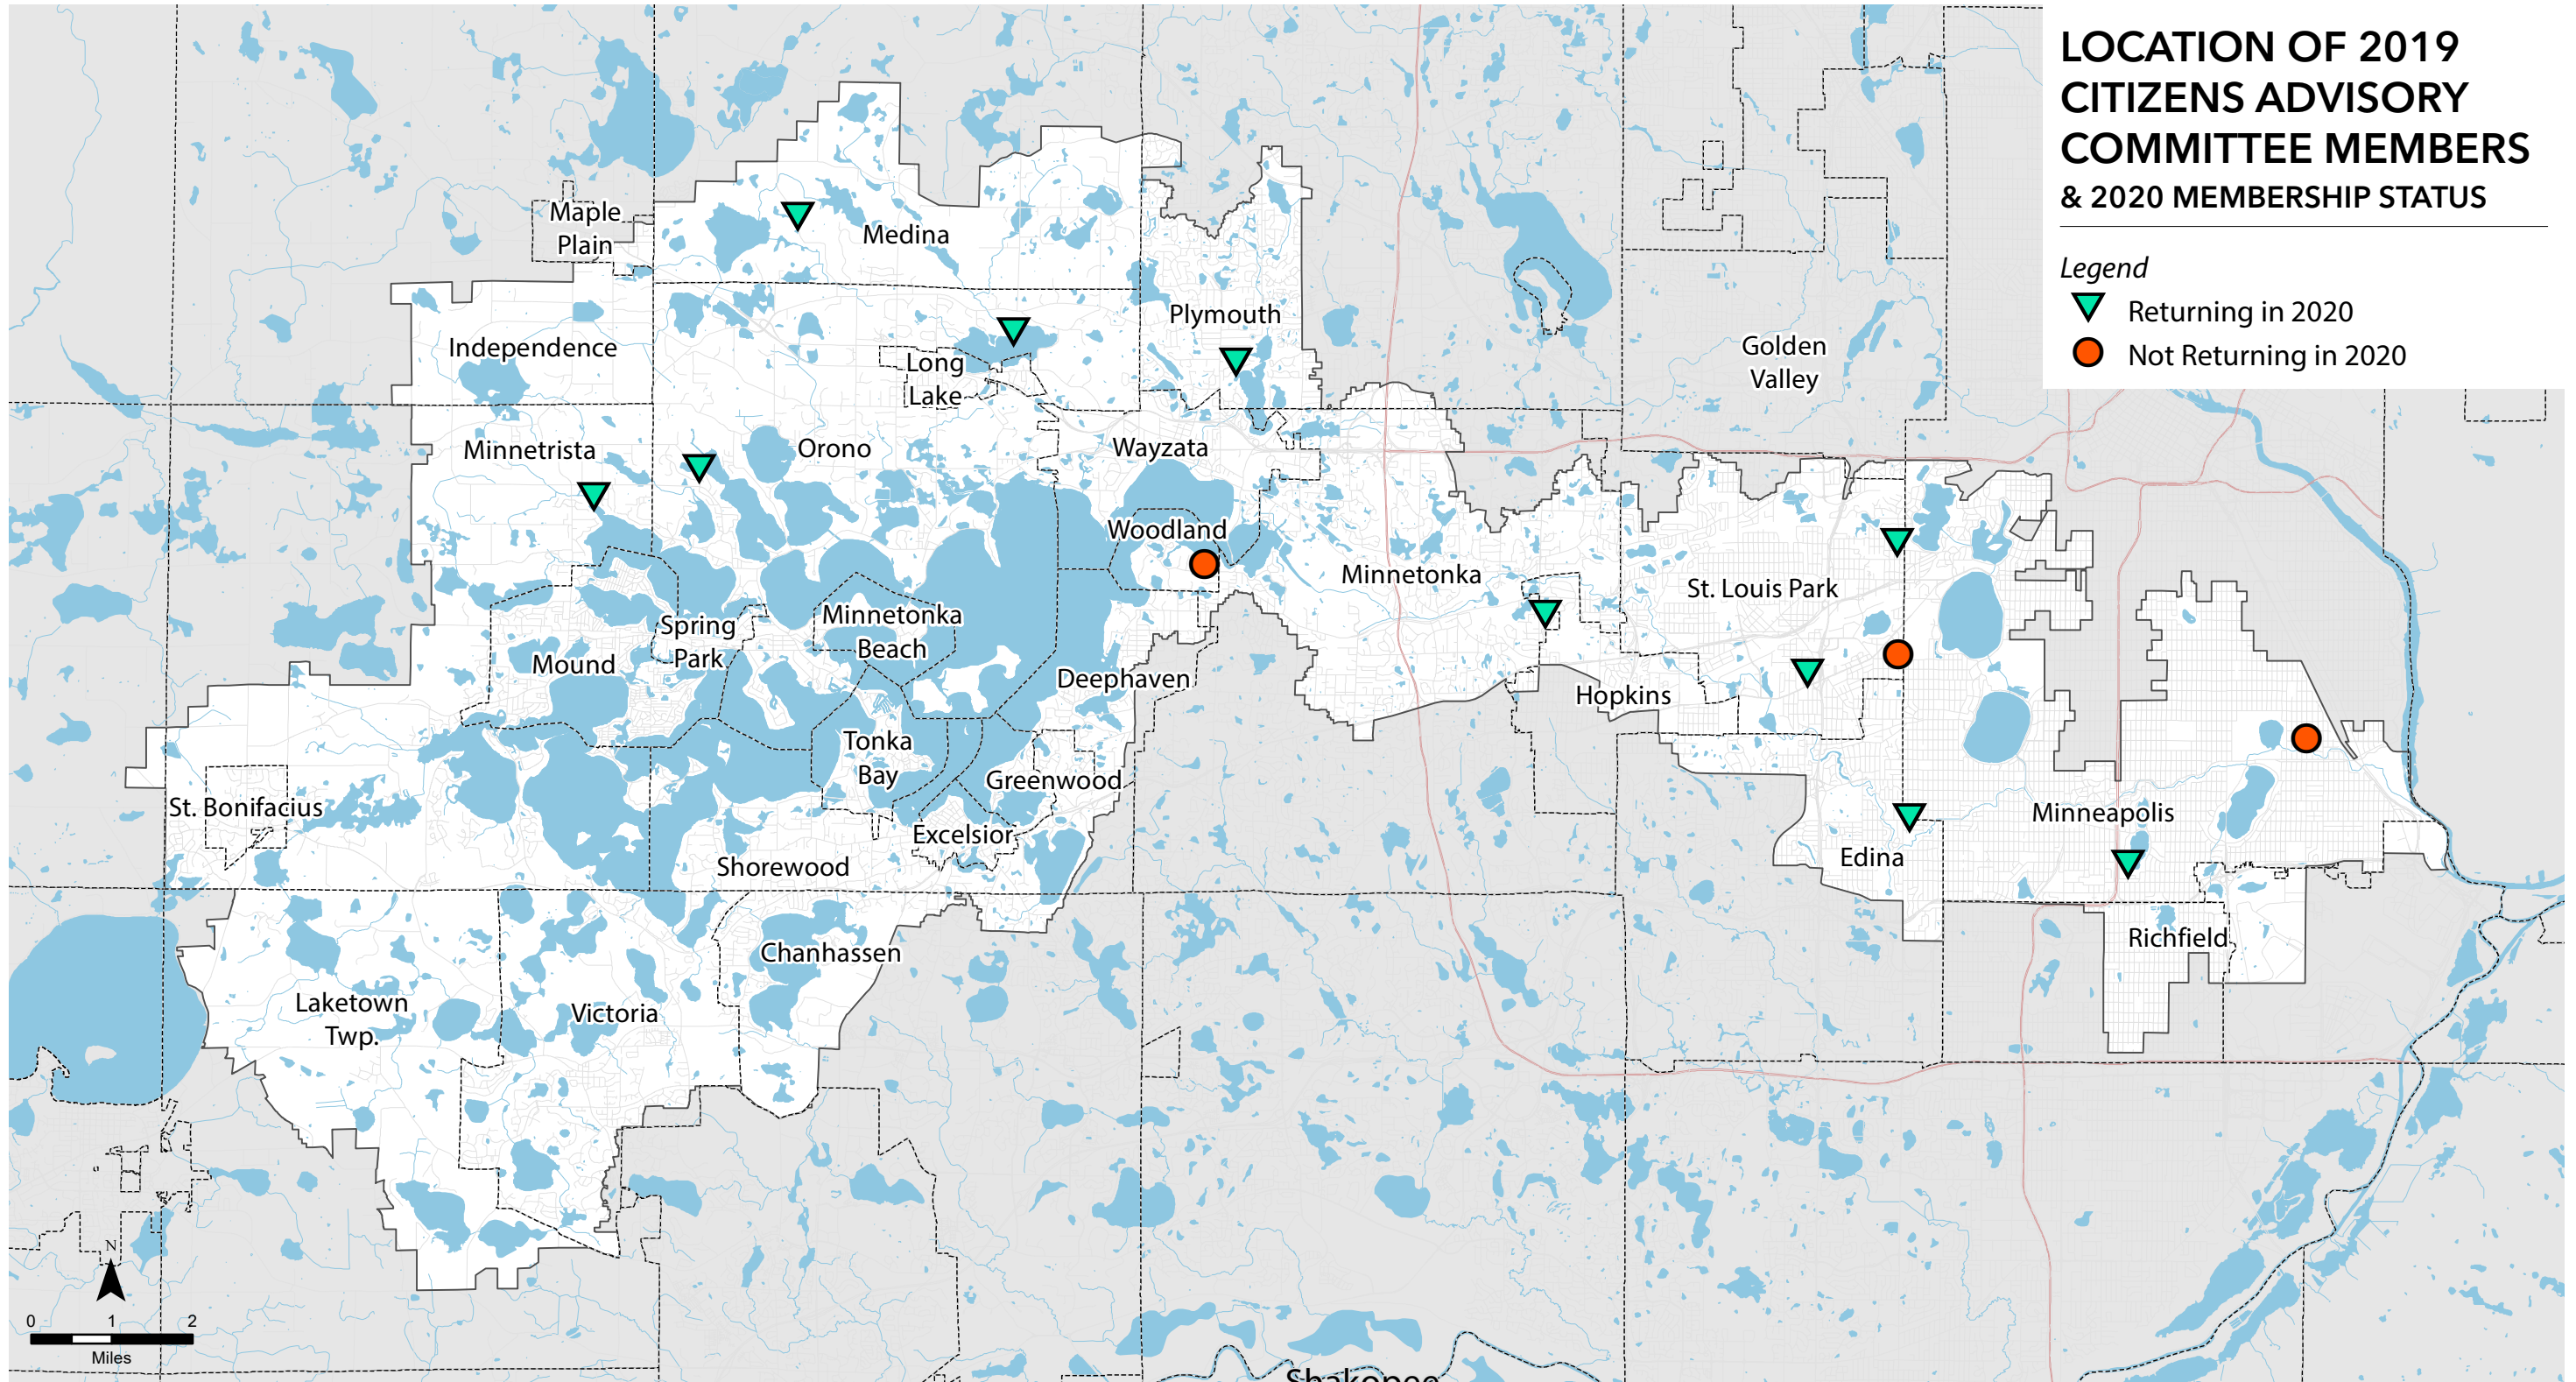 LOCATION OF 2019
CITIZENS ADVISORY
COMMITTEE MEMBERS
& 2020 MEMBERSHIP STATUS
Legend
Returning in 2020
Not Returning in 2020
Maple
Plain
Medina
Plymouth
Independence
Long
Lake
Golden
Valley
Minnetrista
Orono
Wayzata
Woodland
Minnetonka
St. Louis Park
Minnetonka
Beach
Spring
Park
Mound
Deephaven
Hopkins
Tonka
Bay
Greenwood
St. Bonifacius
Excelsior
Minneapolis
Shorewood
Edina
Richfield
Chanhassen
Laketown
Twp.
Victoria
N
0 1 2
Miles
Shakopee